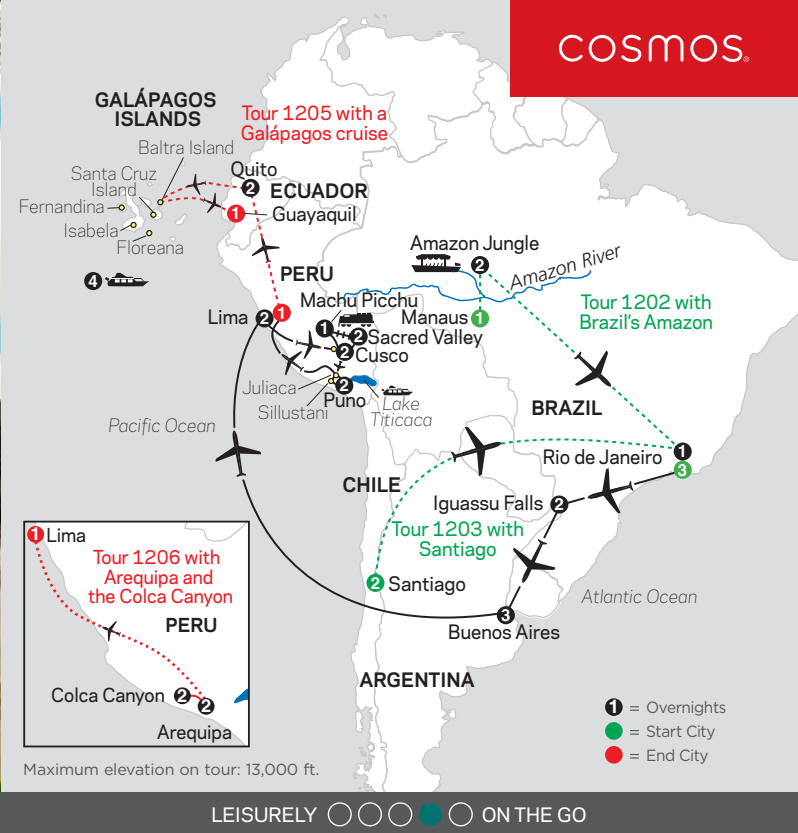 COSMOS®
GALÁPAGOS
ISLANDS
Tour 1205 with a
Galápagos cruise
Baltra Island
Santa Cruz
Island
Quito
2
ECUADOR
Fernandina
1
Guayaquil
Isabela
Floreana
4
Amazon Jungle
2
Amazon River
PERU
Machu Picchu
Tour 1202 with
Brazil's Amazon
Lima
2
1
1
Manaus
1
2
Sacred Valley
2
Cusco
Juliaca
Sillustani
2
Puno
Lake
Titicaca
BRAZIL
Pacific Ocean
Rio de Janeiro
1
3
CHILE
Iguassu Falls
2
Tour 1203 with
Santiago
2
Santiago
Atlantic Ocean
3
Buenos Aires
ARGENTINA
1
Lima
Tour 1206 with
Arequipa and
the Colca Canyon
PERU
Colca Canyon
2
2
Arequipa
1 = Overnights
= Start City
= End City
Maximum elevation on tour: 13,000 ft.
LEISURELY ON THE GO